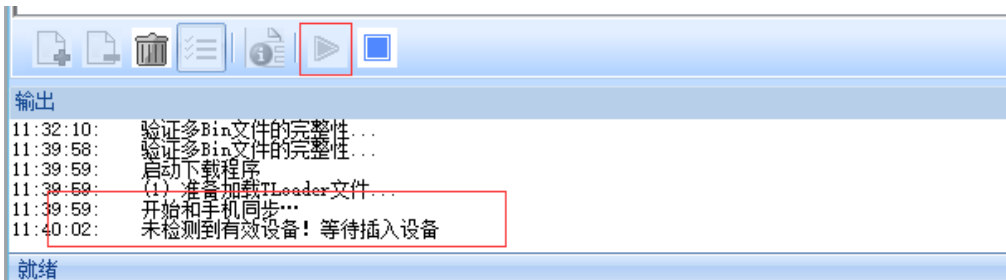 输出
11:32:10: 验证多Bin文件的完整性...
11:39:58: 验证多Bin文件的完整性...
11:39:59: 启动下载程序
11:39:59: (1) 准备加载TLoader文件...
11:39:59: 开始和手机同步…
11:40:02: 未检测到有效设备! 等待插入设备
就绪